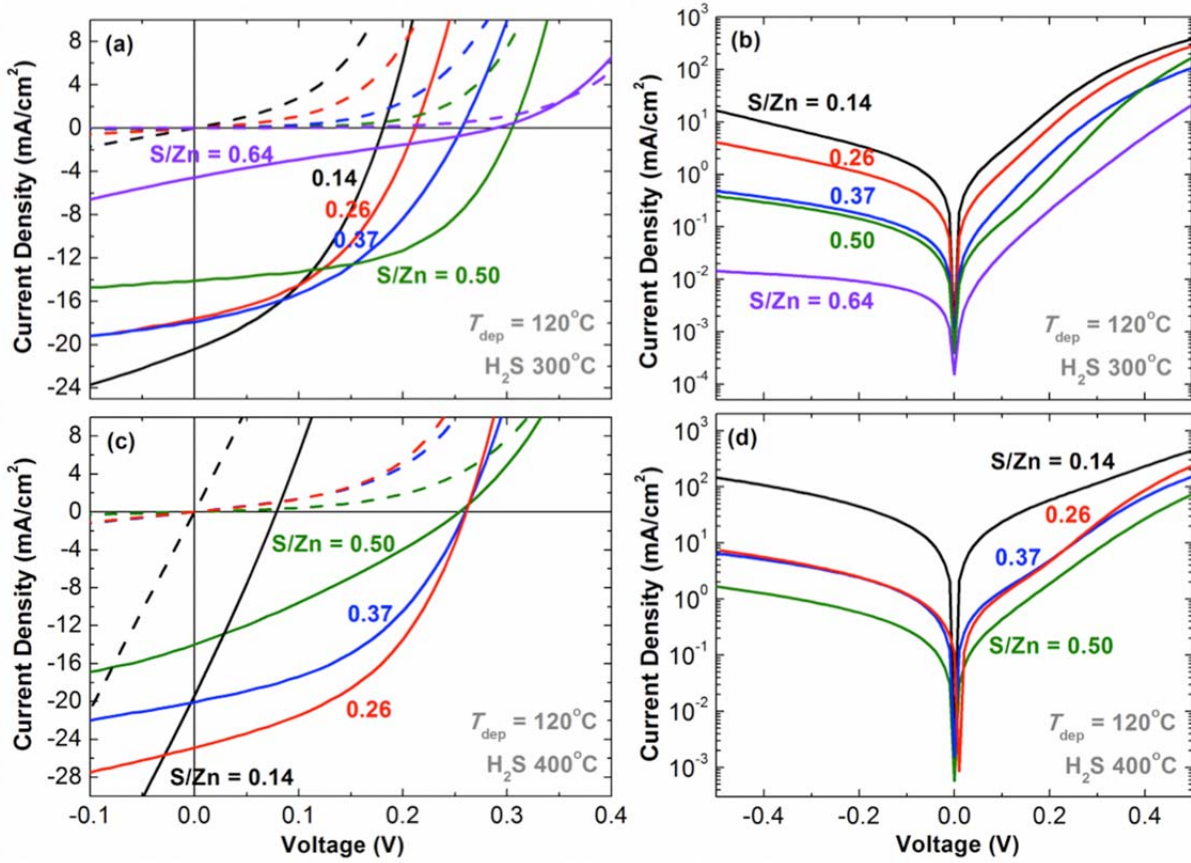 (a)
8
4
0
-4
-8
-12
-16
-20
-24
Current Density (mA/cm²)
S/Zn = 0.64
0.14
0.26
0.37
S/Zn = 0.50
T_dep = 120°C
H₂S 300°C
(b)
10³
10²
10¹
10⁰
10⁻¹
10⁻²
10⁻³
10⁻⁴
Current Density (mA/cm²)
S/Zn = 0.14
0.26
0.37
0.50
S/Zn = 0.64
T_dep = 120°C
H₂S 300°C
(c)
8
4
0
-4
-8
-12
-16
-20
-24
-28
Current Density (mA/cm²)
S/Zn = 0.50
0.37
0.26
S/Zn = 0.14
T_dep = 120°C
H₂S 400°C
-0.1 0.0 0.1 0.2 0.3 0.4
Voltage (V)
(d)
10³
10²
10¹
10⁰
10⁻¹
10⁻²
10⁻³
Current Density (mA/cm²)
S/Zn = 0.14
0.26
0.37
S/Zn = 0.50
T_dep = 120°C
H₂S 400°C
-0.4 -0.2 0.0 0.2 0.4
Voltage (V)